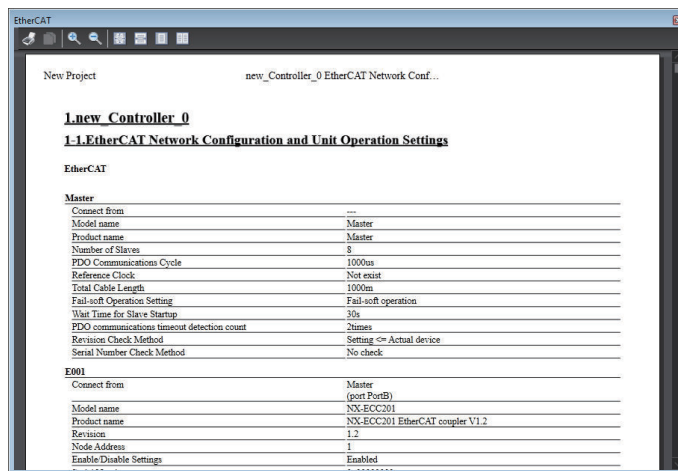 EtherCAT
New Project new_Controller_0 EtherCAT Network Conf…
1.new_Controller_0
1-1.EtherCAT Network Configuration and Unit Operation Settings
EtherCAT
Master
Connect from ---
Model name Master
Product name Master
Number of Slaves 8
PDO Communications Cycle 1000us
Reference Clock Not exist
Total Cable Length 1000m
Fail-soft Operation Setting Fail-soft operation
Wait Time for Slave Startup 30s
PDO communications timeout detection count 2times
Revision Check Method Setting <= Actual device
Serial Number Check Method No check
E001
Connect from Master
(port PortB)
Model name NX-ECC201
Product name NX-ECC201 EtherCAT coupler V1.2
Revision 1.2
Node Address 1
Enable/Disable Settings Enabled